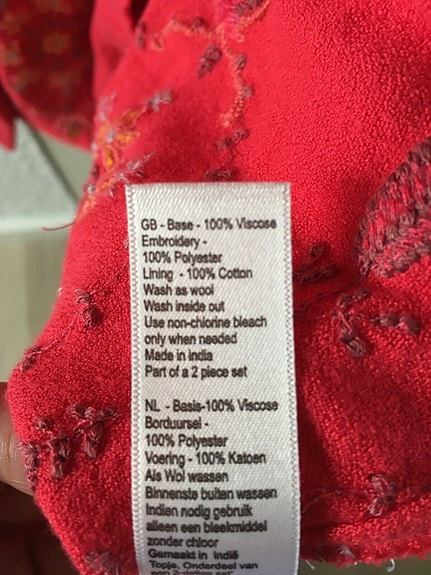 GB - Base - 100% Viscose
Embroidery -
100% Polyester
Lining - 100% Cotton
Wash as wool
Wash inside out
Use non-chlorine bleach
only when needed
Made in India
Part of a 2 piece set
NL - Basis-100% Viscose
Borduursel -
100% Polyester
Voering - 100% Katoen
Als Wol wassen
Binnenste buiten wassen
Indien nodig gebruik
alleen een bleekmiddel
zonder chloor
Gemaakt in Indië
Topje, Onderdeel van